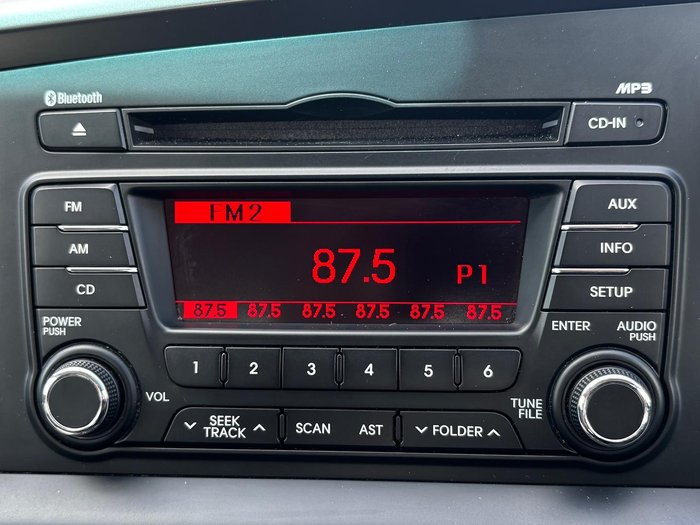 Bluetooth
MP3
CD-IN
FM
AM
CD
FM2
87.5
P1
87.5 87.5 87.5 87.5 87.5 87.5
AUX
INFO
SETUP
POWER
PUSH
ENTER
AUDIO
PUSH
1 2 3 4 5 6
VOL
TUNE
FILE
SEEK
TRACK
SCAN AST
FOLDER